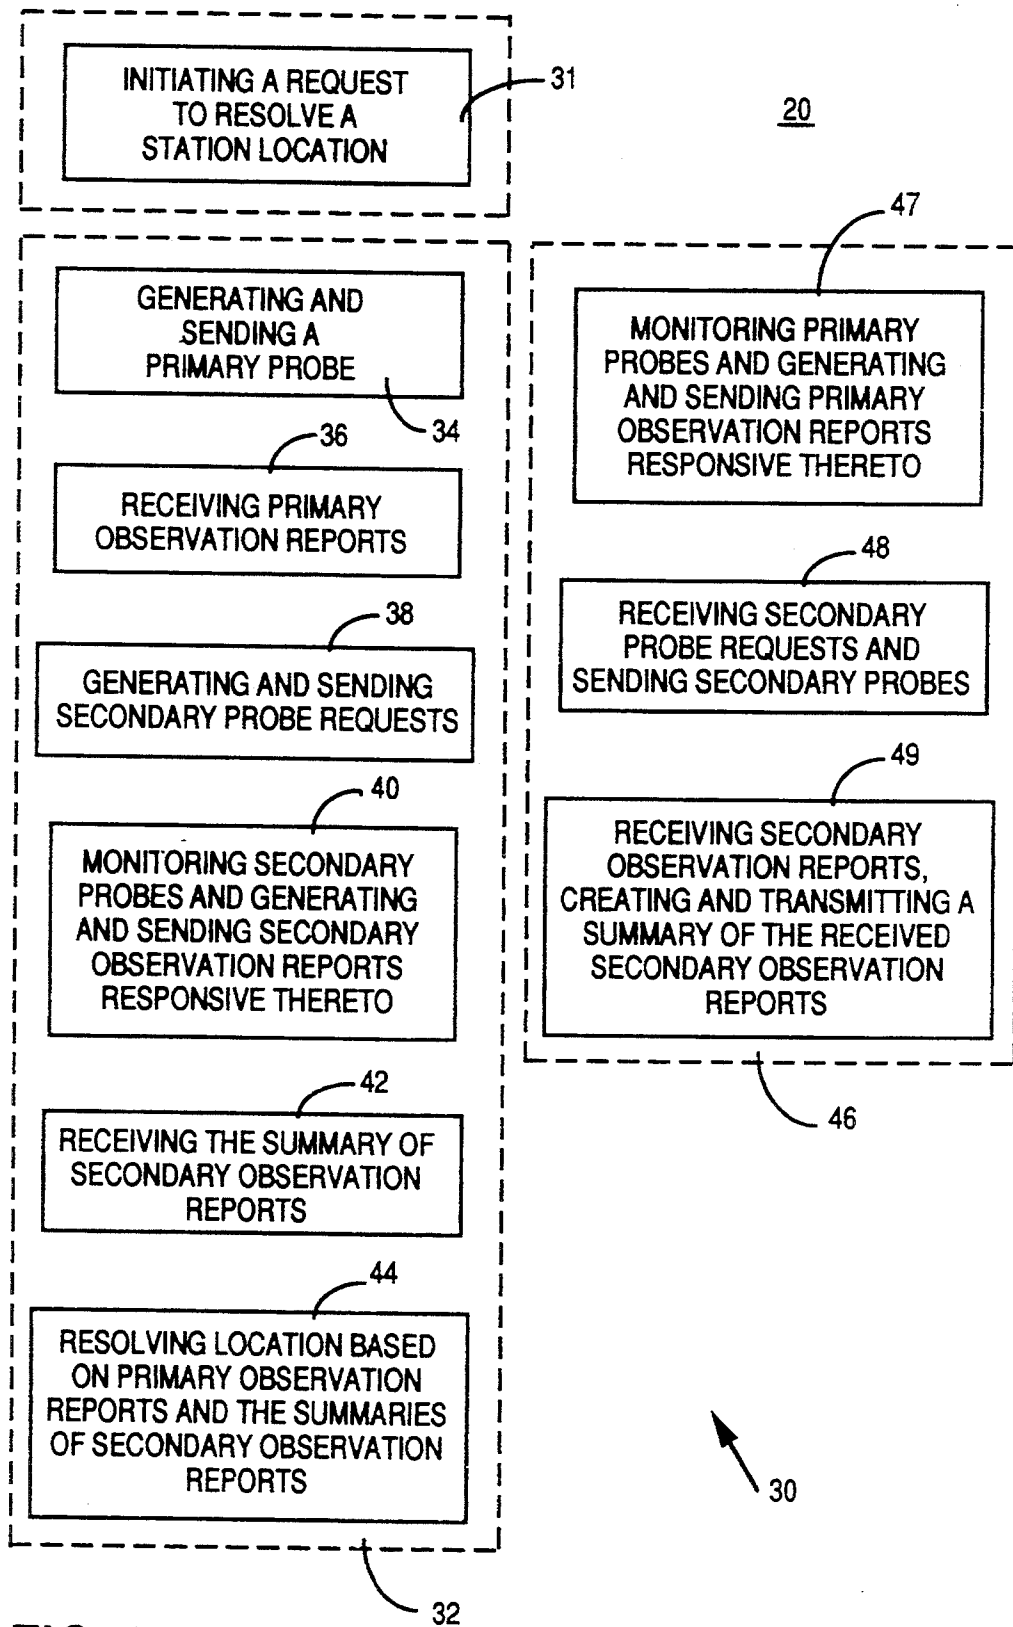 INITIATING A REQUEST
TO RESOLVE A
STATION LOCATION
31
20
GENERATING AND
SENDING A
PRIMARY PROBE
34
36
RECEIVING PRIMARY
OBSERVATION REPORTS
38
GENERATING AND SENDING
SECONDARY PROBE REQUESTS
40
MONITORING SECONDARY
PROBES AND GENERATING
AND SENDING SECONDARY
OBSERVATION REPORTS
RESPONSIVE THERETO
42
RECEIVING THE SUMMARY OF
SECONDARY OBSERVATION
REPORTS
44
RESOLVING LOCATION BASED
ON PRIMARY OBSERVATION
REPORTS AND THE SUMMARIES
OF SECONDARY OBSERVATION
REPORTS
32
47
MONITORING PRIMARY
PROBES AND GENERATING
AND SENDING PRIMARY
OBSERVATION REPORTS
RESPONSIVE THERETO
48
RECEIVING SECONDARY
PROBE REQUESTS AND
SENDING SECONDARY PROBES
49
RECEIVING SECONDARY
OBSERVATION REPORTS,
CREATING AND TRANSMITTING A
SUMMARY OF THE RECEIVED
SECONDARY OBSERVATION
REPORTS
46
30